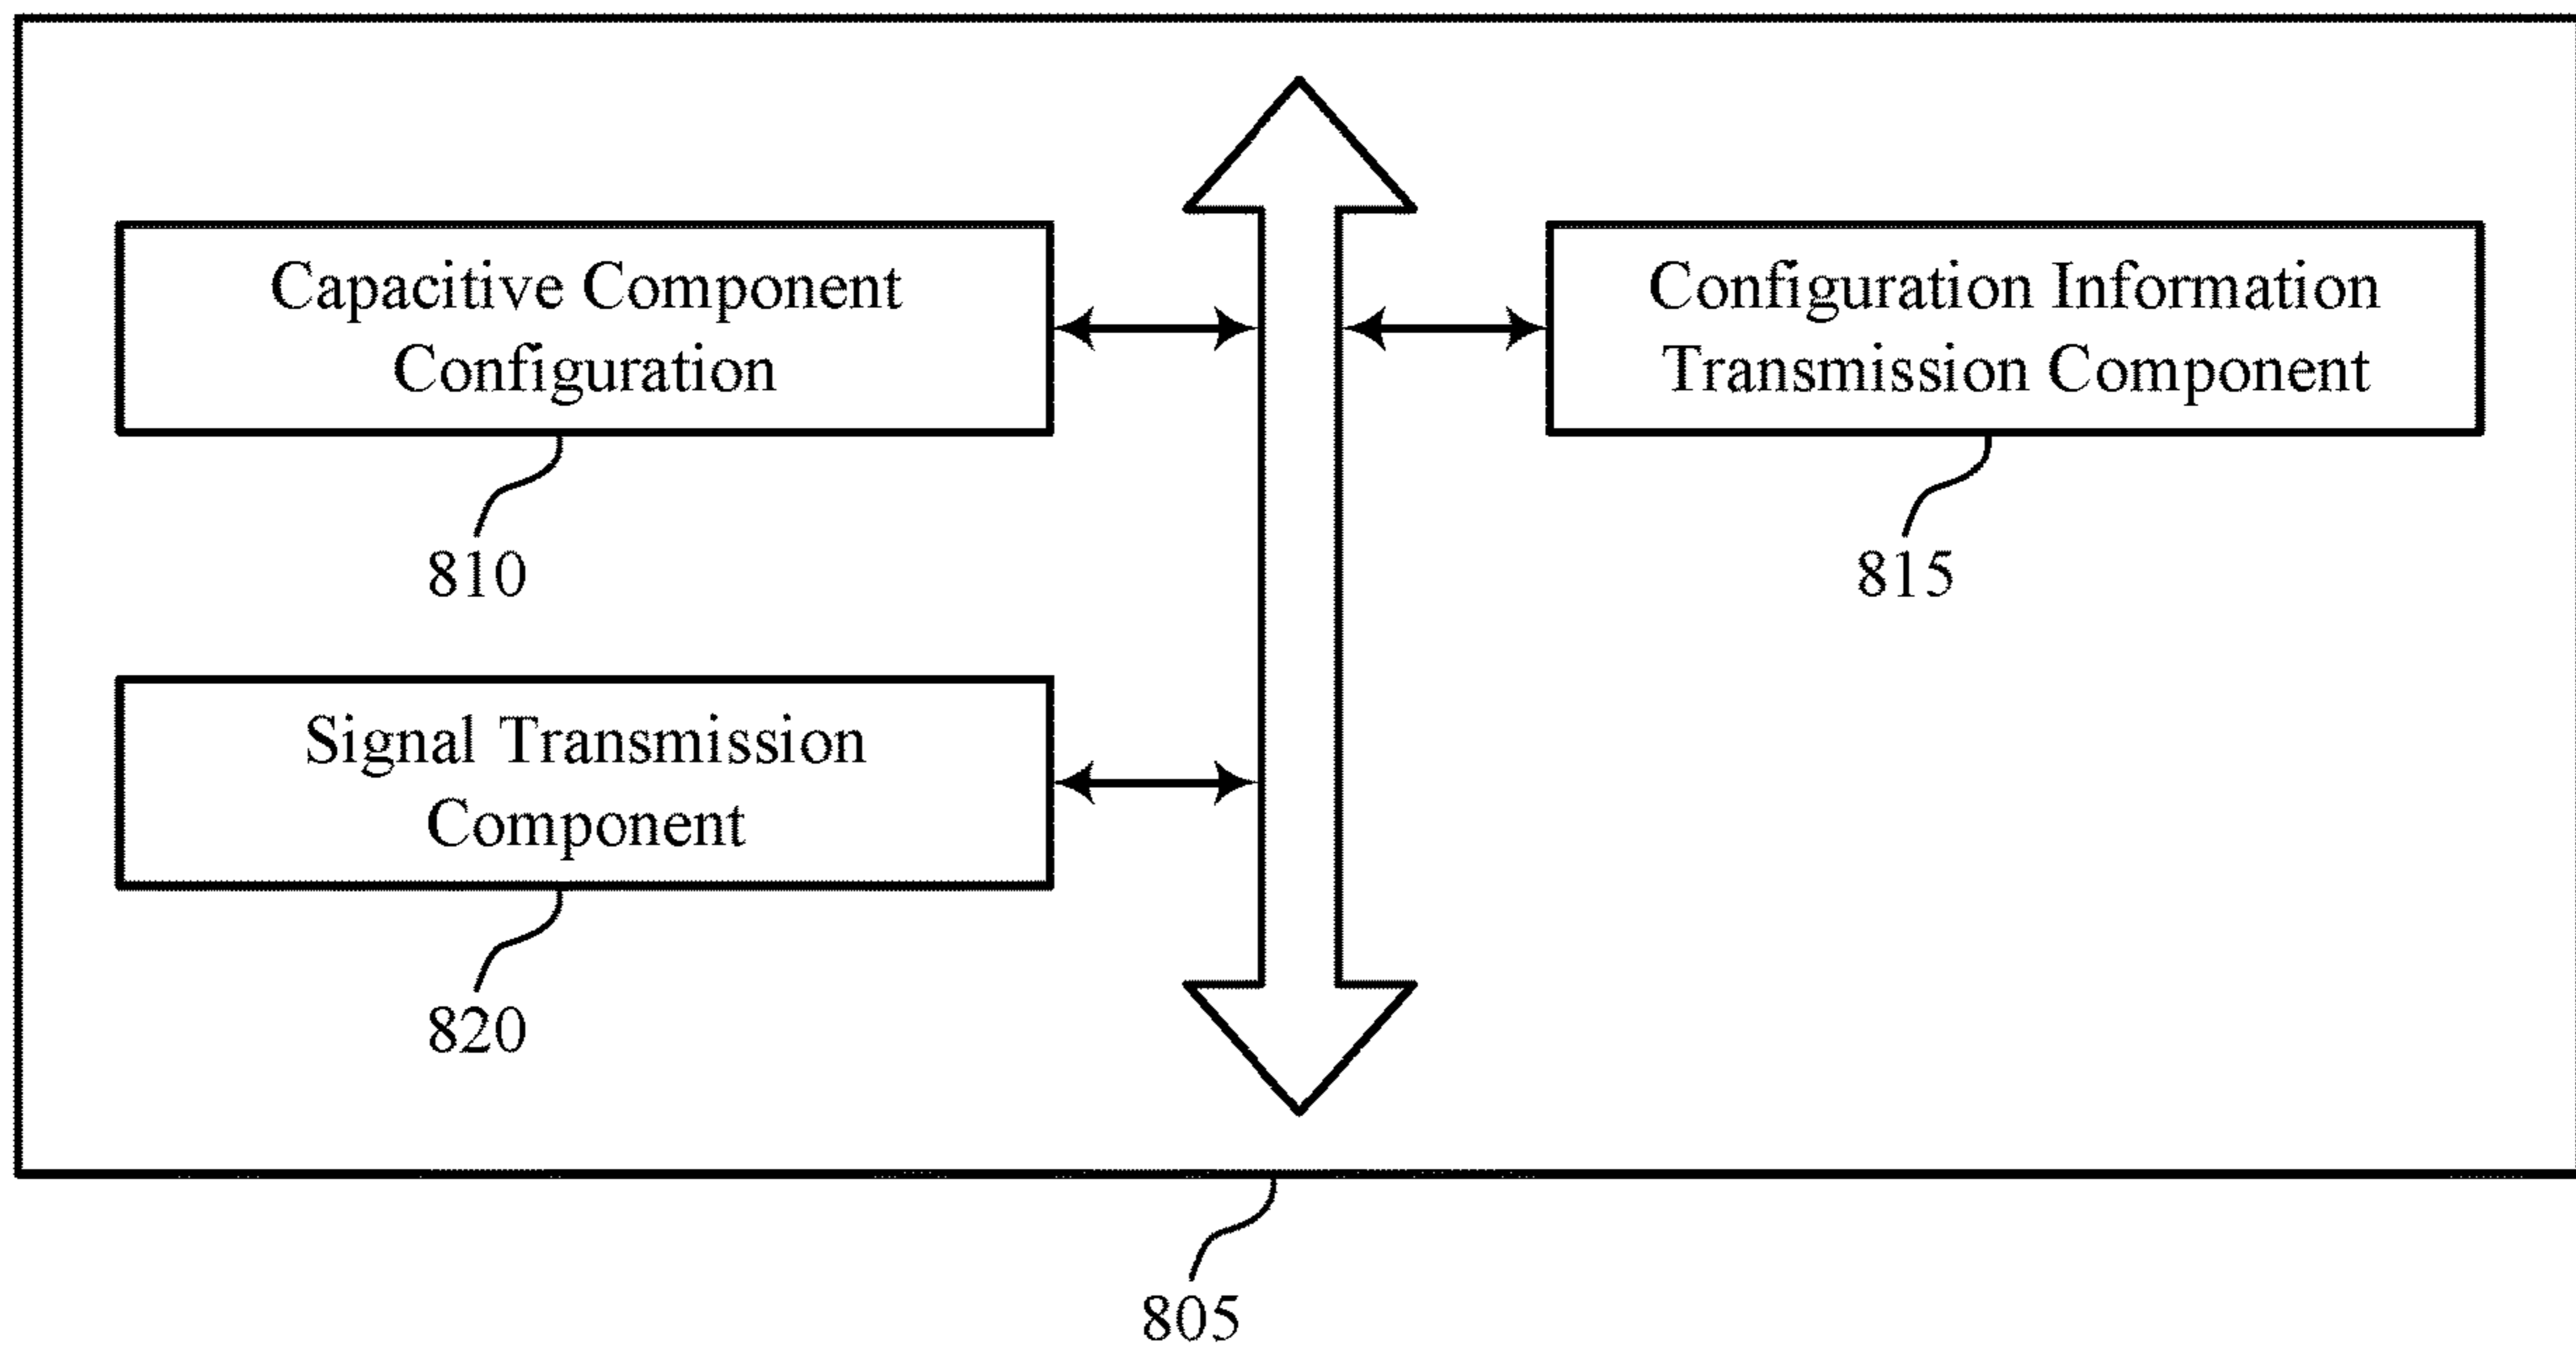 Capacitive Component
Configuration
810
Configuration Information
Transmission Component
815
Signal Transmission
Component
820
805